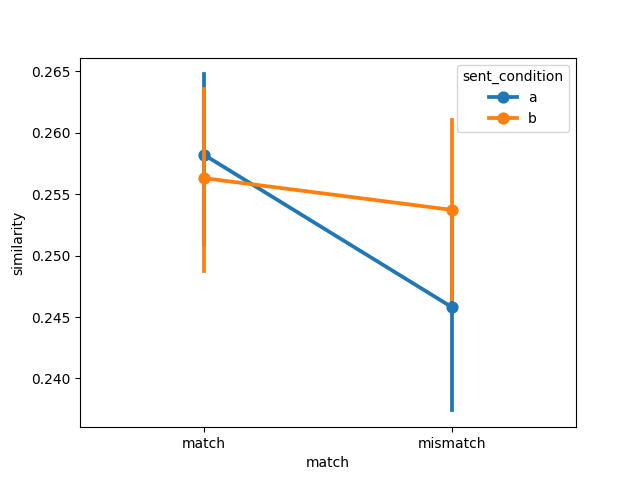 sent_condition
a
b
0.265
0.260
0.255
0.250
0.245
0.240
similarity
match
mismatch
match